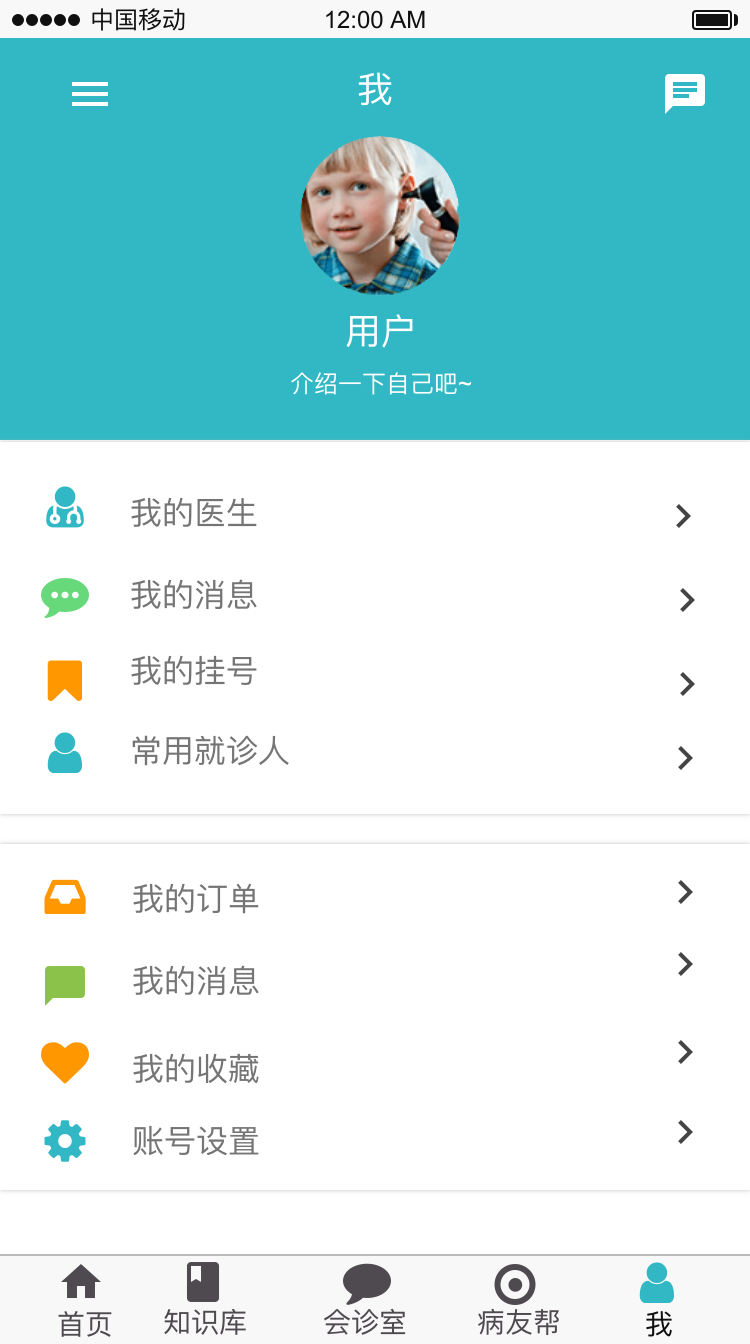 中国移动 12:00 AM
我
用户
介绍一下自己吧~
我的医生
我的消息
我的挂号
常用就诊人
我的订单
我的消息
我的收藏
账号设置
首页 知识库 会诊室 病友帮 我